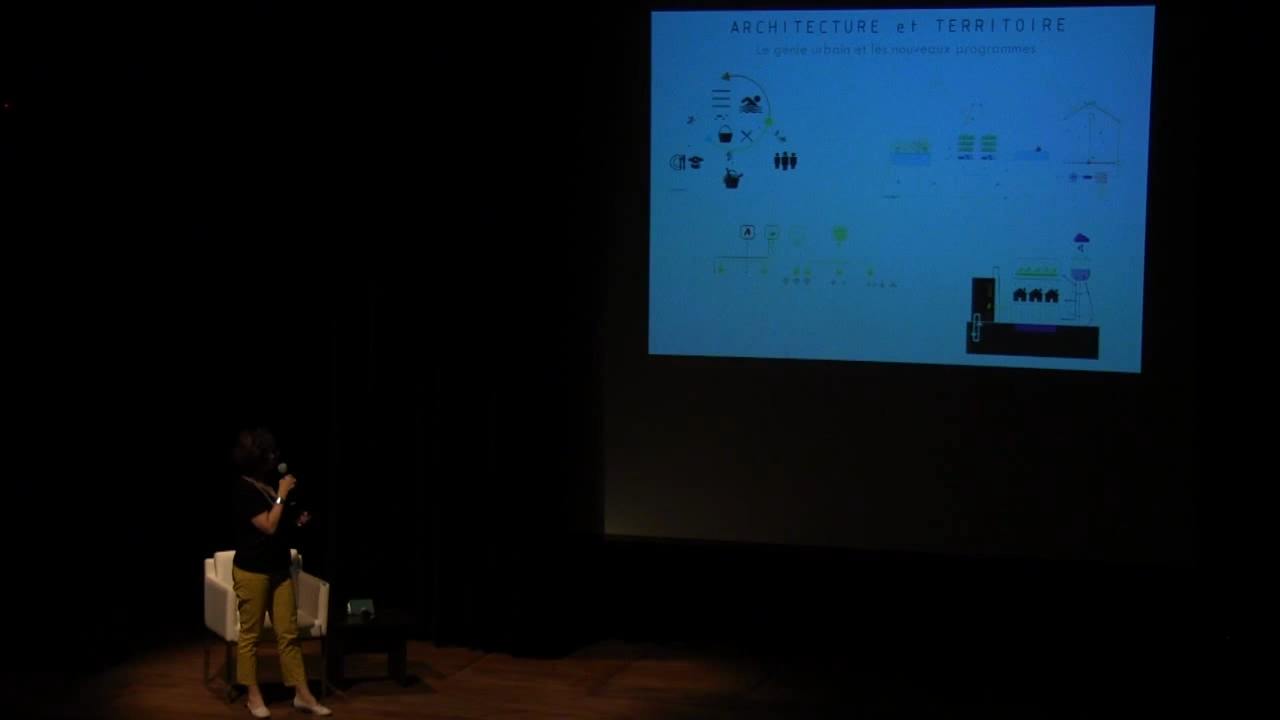 ARCHITECTURE et TERRITOIRE
Le génie urbain et les nouveaux programmes
A